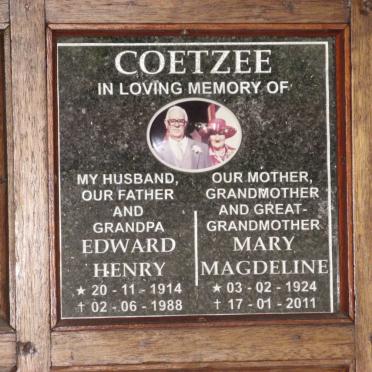 COETZEE
IN LOVING MEMORY OF
MY HUSBAND,
OUR FATHER
AND
GRANDPA
EDWARD
HENRY
★ 20 - 11 - 1914
✝ 02 - 06 - 1988
OUR MOTHER,
GRANDMOTHER
AND GREAT-
GRANDMOTHER
MARY
MAGDELINE
★ 03 - 02 - 1924
✝ 17 - 01 - 2011